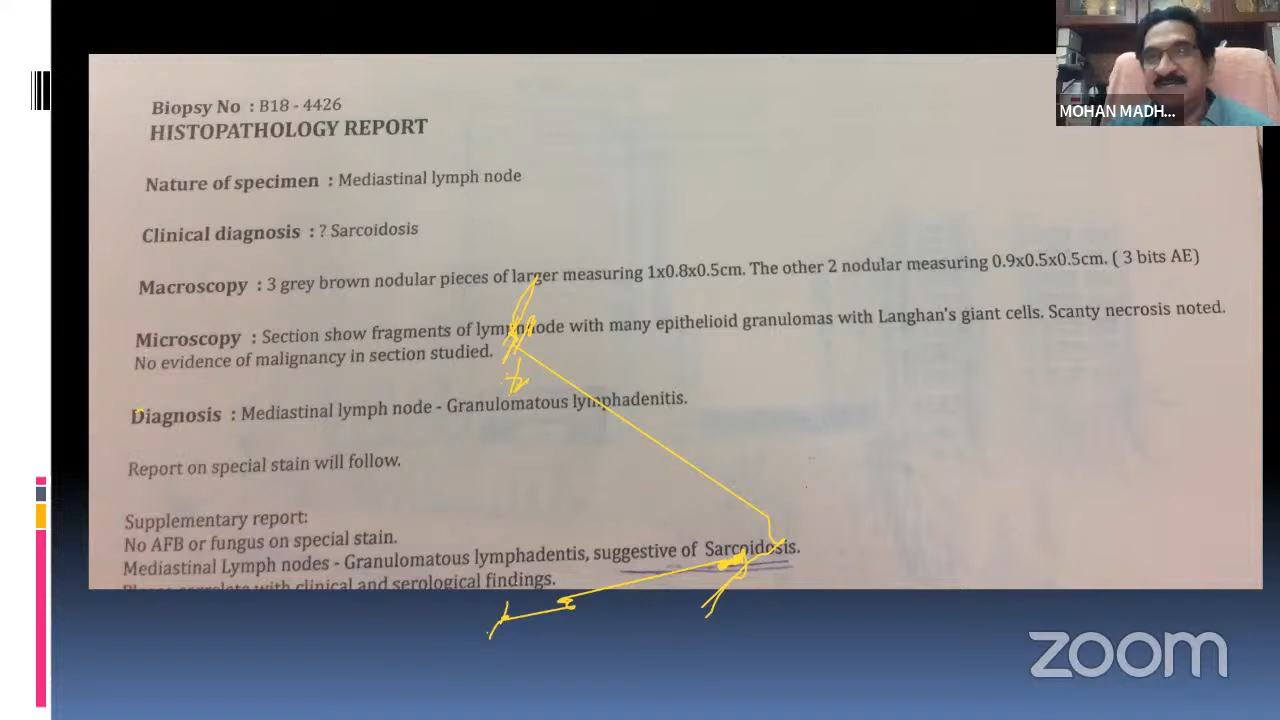 Biopsy No : B18 - 4426
HISTOPATHOLOGY REPORT
Nature of specimen : Mediastinal lymph node
Clinical diagnosis : ? Sarcoidosis
Macroscopy : 3 grey brown nodular pieces of larger measuring 1x0.8x0.5cm. The other 2 nodular measuring 0.9x0.5x0.5cm. ( 3 bits AE)
Microscopy : Section show fragments of lymphnode with many epithelioid granulomas with Langhan's giant cells. Scanty necrosis noted.
No evidence of malignancy in section studied.
Diagnosis : Mediastinal lymph node - Granulomatous lymphadenitis.
Report on special stain will follow.
Supplementary report:
No AFB or fungus on special stain.
Mediastinal Lymph nodes - Granulomatous lymphadentis, suggestive of Sarcoidosis.
Please correlate with clinical and serological findings.
MOHAN MADH...
zoom